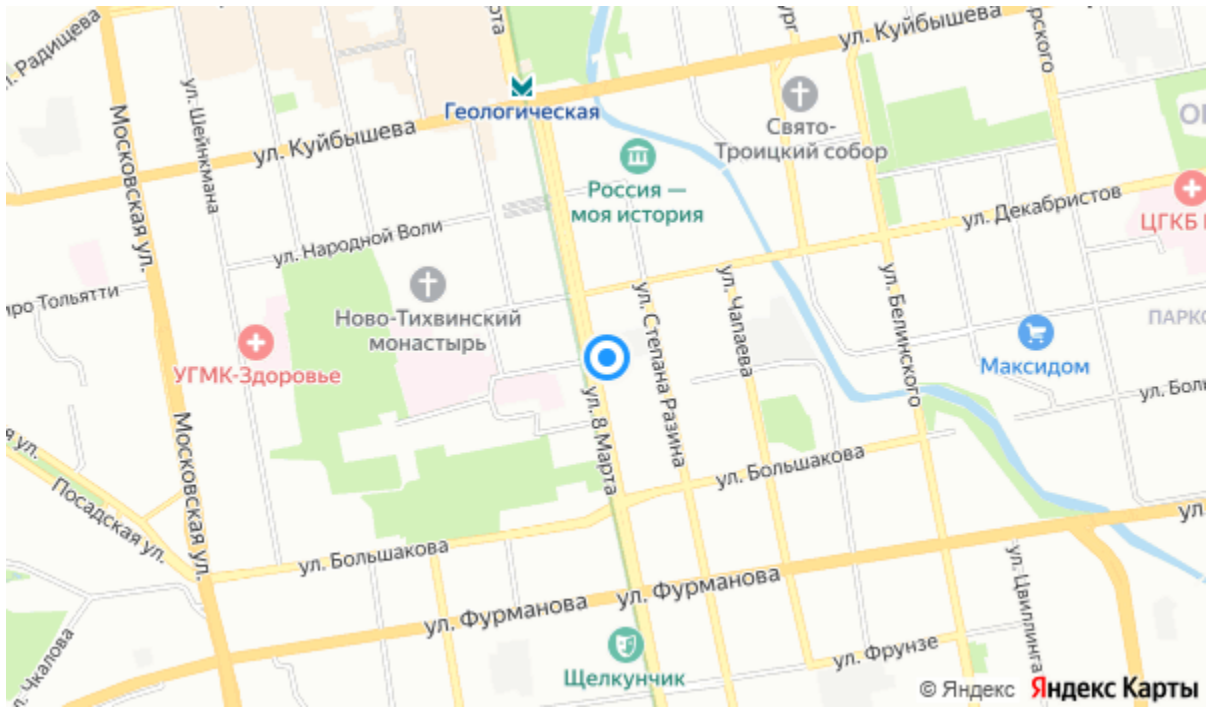 ул. Радищева
Марта
ул. Куйбышева
Московская ул.
ул. Шейнкмана
Геологическая
ул. Куйбышева
Свято-
Троицкий собор
Россия —
моя история
ЦГКБ
ул. Декабристов
ул. Народной Воли
Тольятти
Ново-Тихвинский
монастырь
УГМК-Здоровье
ул. Степана Разина
ул. Чапаева
ул. Белинского
Максидом
ул. 8 Марта
ул. Большакова
Посадская ул.
Московская ул.
ул. Большакова
ул. Фурманова
ул. Фурманова
ул. Цвиллинга
ул. Фрунзе
Чкалова
Щелкунчик
© Яндекс Яндекс Карты